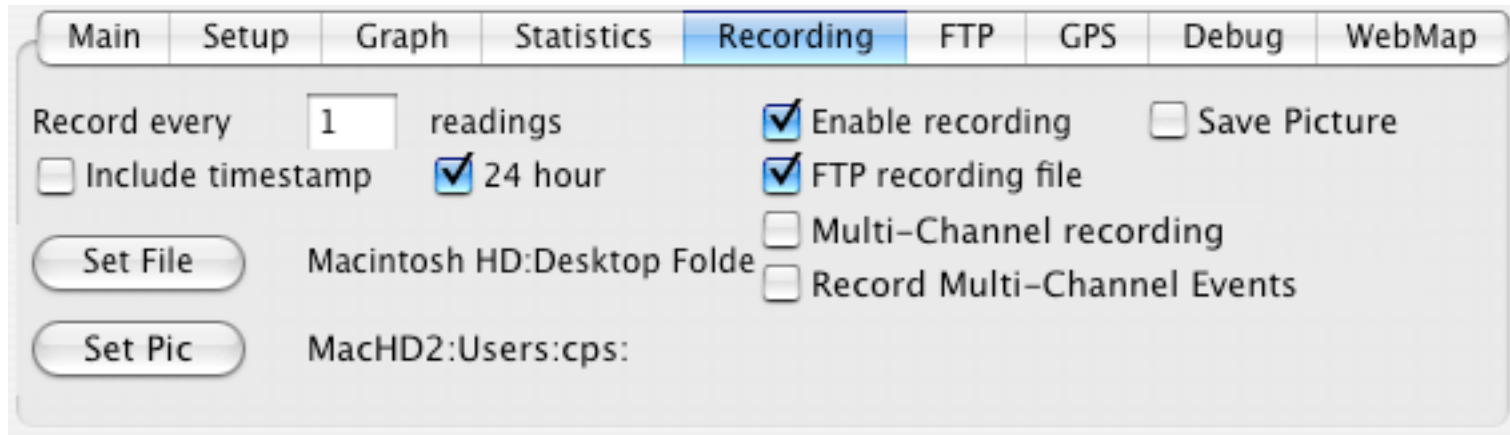 Main Setup Graph Statistics Recording FTP GPS Debug WebMap
Record every 1 readings Enable recording Save Picture
Include timestamp 24 hour FTP recording file
Multi-Channel recording
Set File Macintosh HD:Desktop Folde
Record Multi-Channel Events
Set Pic MacHD2:Users:cps: